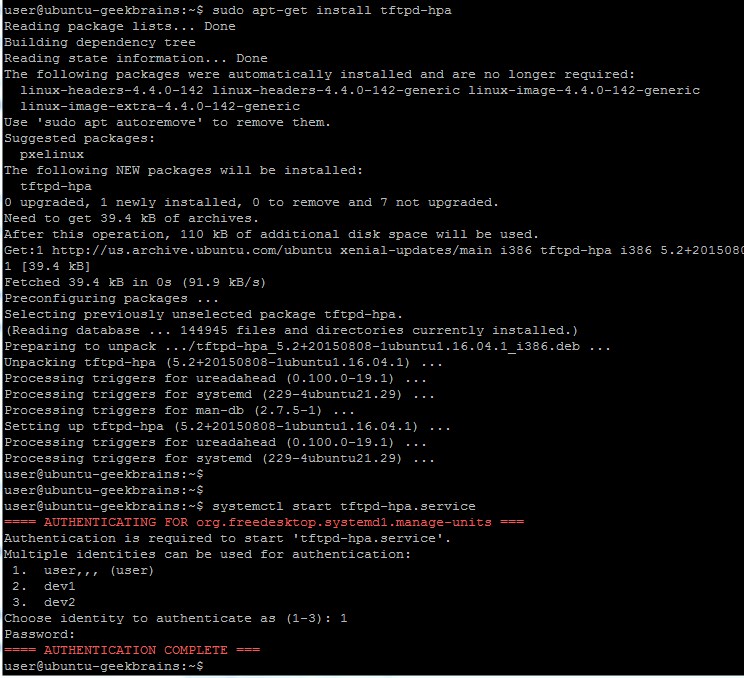 user@ubuntu-geekbrains:~$ sudo apt-get install tftpd-hpa
Reading package lists... Done
Building dependency tree
Reading state information... Done
The following packages were automatically installed and are no longer required:
  linux-headers-4.4.0-142 linux-headers-4.4.0-142-generic linux-image-4.4.0-142-generic
  linux-image-extra-4.4.0-142-generic
Use 'sudo apt autoremove' to remove them.
Suggested packages:
  pxelinux
The following NEW packages will be installed:
  tftpd-hpa
0 upgraded, 1 newly installed, 0 to remove and 7 not upgraded.
Need to get 39.4 kB of archives.
After this operation, 110 kB of additional disk space will be used.
Get:1 http://us.archive.ubuntu.com/ubuntu xenial-updates/main i386 tftpd-hpa i386 5.2+2015080
1 [39.4 kB]
Fetched 39.4 kB in 0s (91.9 kB/s)
Preconfiguring packages ...
Selecting previously unselected package tftpd-hpa.
(Reading database ... 144945 files and directories currently installed.)
Preparing to unpack .../tftpd-hpa_5.2+20150808-1ubuntu1.16.04.1_i386.deb ...
Unpacking tftpd-hpa (5.2+20150808-1ubuntu1.16.04.1) ...
Processing triggers for ureadahead (0.100.0-19.1) ...
Processing triggers for systemd (229-4ubuntu21.29) ...
Processing triggers for man-db (2.7.5-1) ...
Setting up tftpd-hpa (5.2+20150808-1ubuntu1.16.04.1) ...
Processing triggers for ureadahead (0.100.0-19.1) ...
Processing triggers for systemd (229-4ubuntu21.29) ...
user@ubuntu-geekbrains:~$
user@ubuntu-geekbrains:~$
user@ubuntu-geekbrains:~$ systemctl start tftpd-hpa.service
==== AUTHENTICATING FOR org.freedesktop.systemd1.manage-units ===
Authentication is required to start 'tftpd-hpa.service'.
Multiple identities can be used for authentication:
 1.  user,,, (user)
 2.  dev1
 3.  dev2
Choose identity to authenticate as (1-3): 1
Password:
==== AUTHENTICATION COMPLETE ===
user@ubuntu-geekbrains:~$